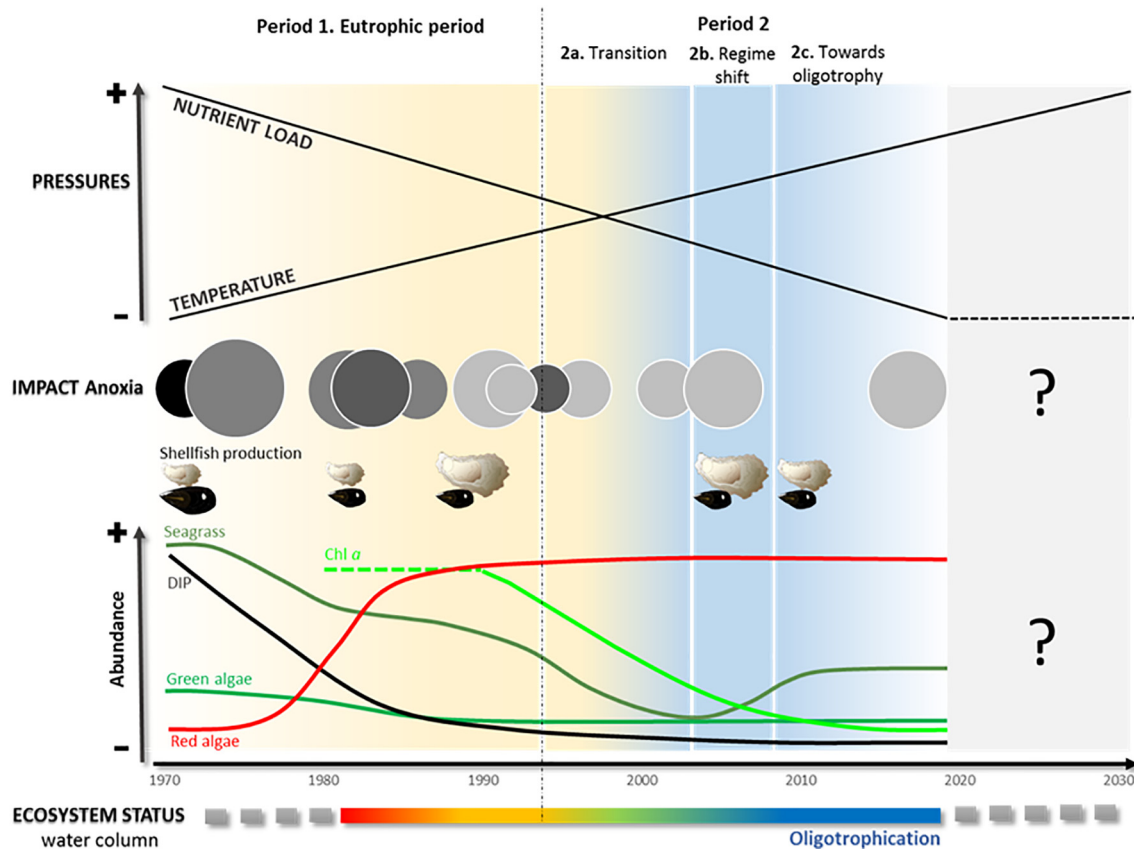 Period 1. Eutrophic period
Period 2
2a. Transition
2b. Regime
shift
2c. Towards
oligotrophy
+
NUTRIENT LOAD
PRESSURES
TEMPERATURE
-
IMPACT Anoxia
?
Shellfish production
+
Seagrass
Chl a
DIP
Abundance
?
Green algae
Red algae
-
1970
1980
1990
2000
2010
2020
2030
ECOSYSTEM STATUS
water column
Oligotrophication